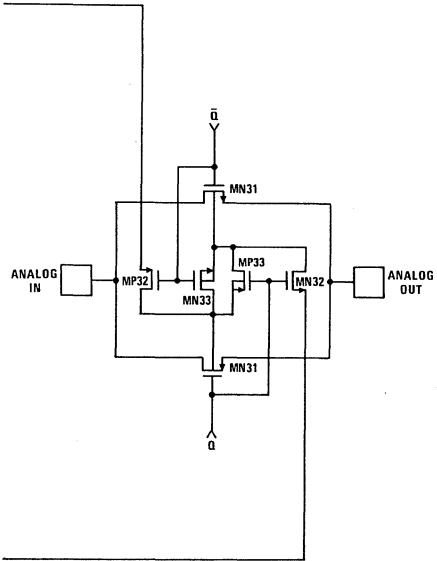 Q̅
MN31
MP33
ANALOG
IN
MP32
MN33
MN32
ANALOG
OUT
MN31
Q